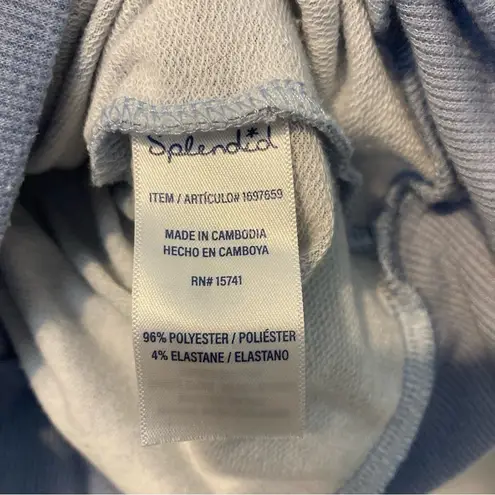 Splendid
ITEM / ARTÍCULO# 1697659
MADE IN CAMBODIA
HECHO EN CAMBOYA
RN# 15741
96% POLYESTER / POLIÉSTER
4% ELASTANE / ELASTANO